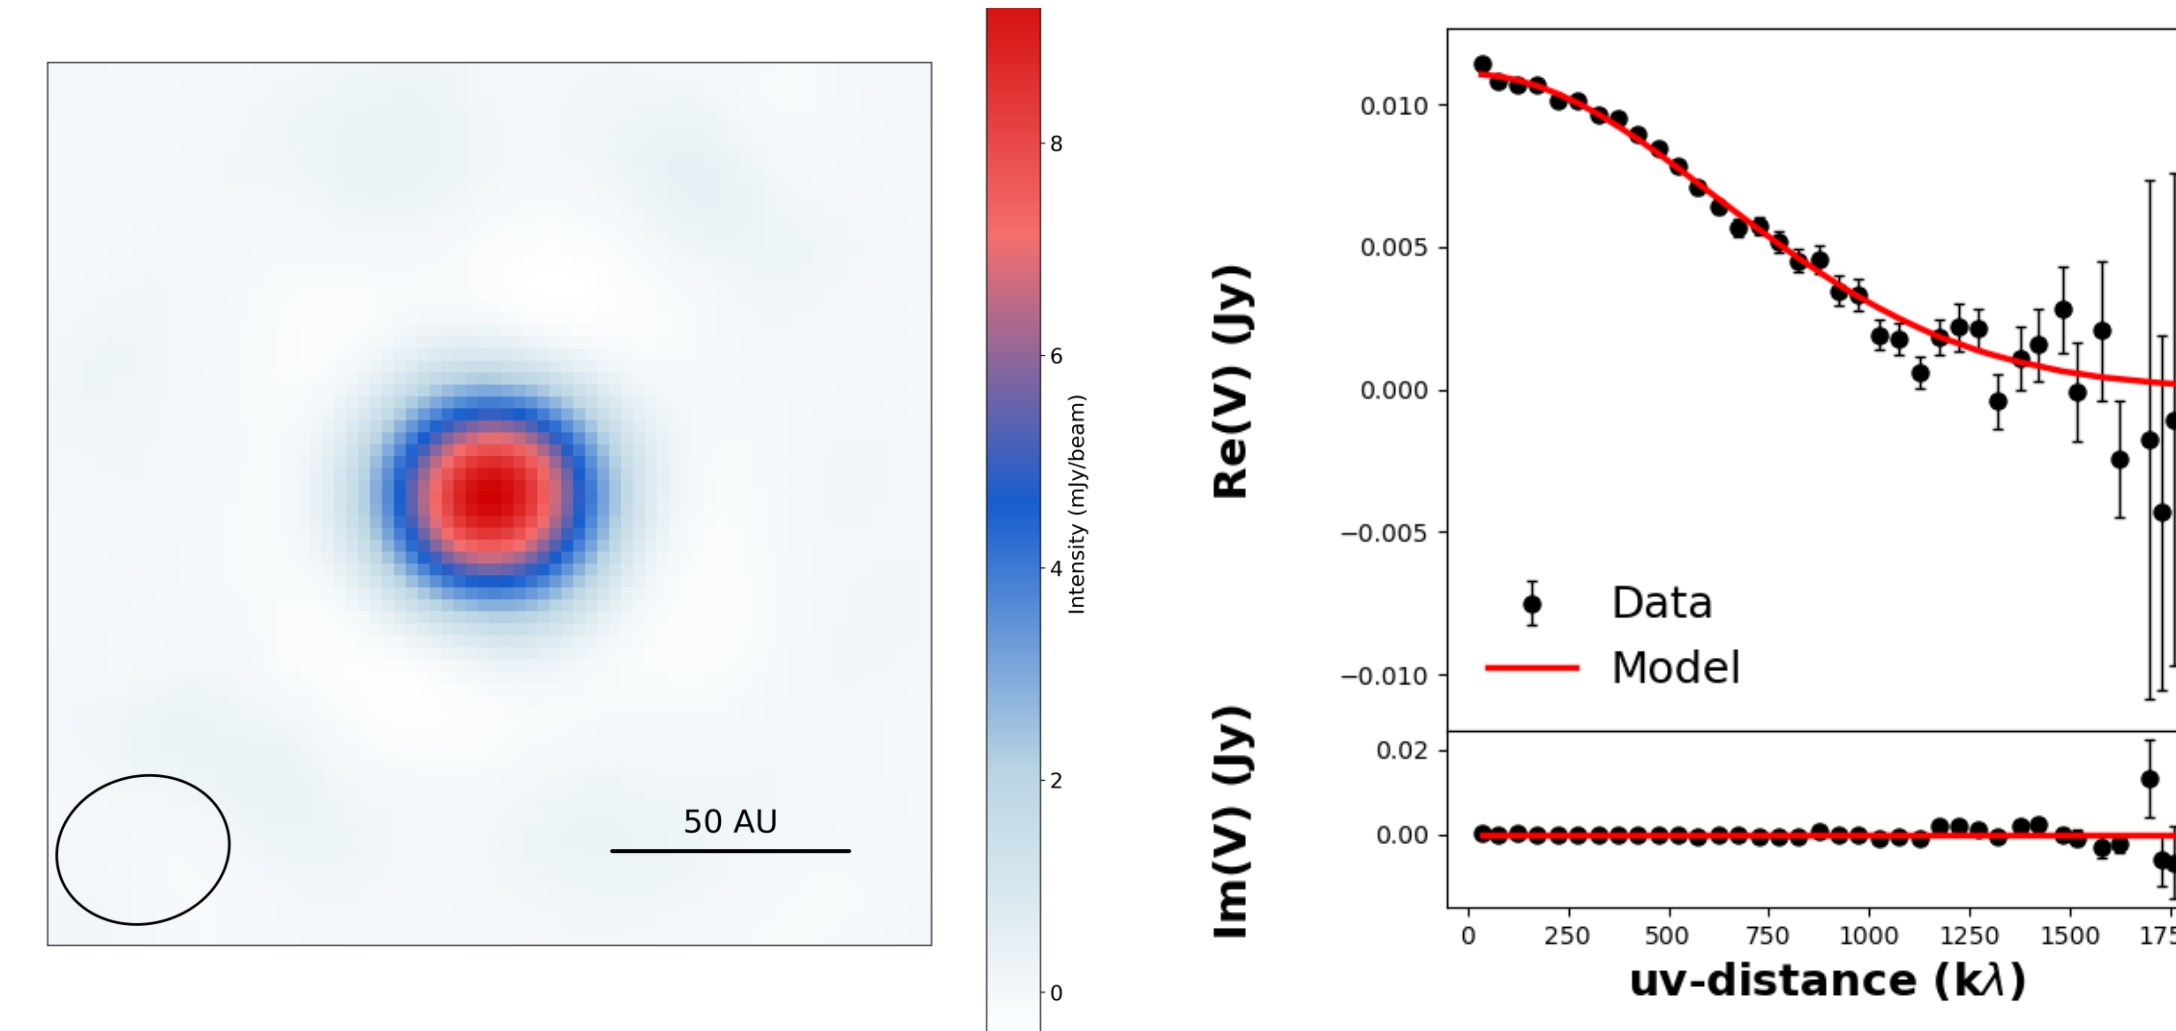 50 AU
8
6
4
2
0
Intensity (mJy/beam)
Re(V) (Jy)
0.010
0.005
0.000
−0.005
−0.010
Data
Model
Im(V) (Jy)
0.02
0.00
0 250 500 750 1000 1250 1500 175
uv-distance (kλ)